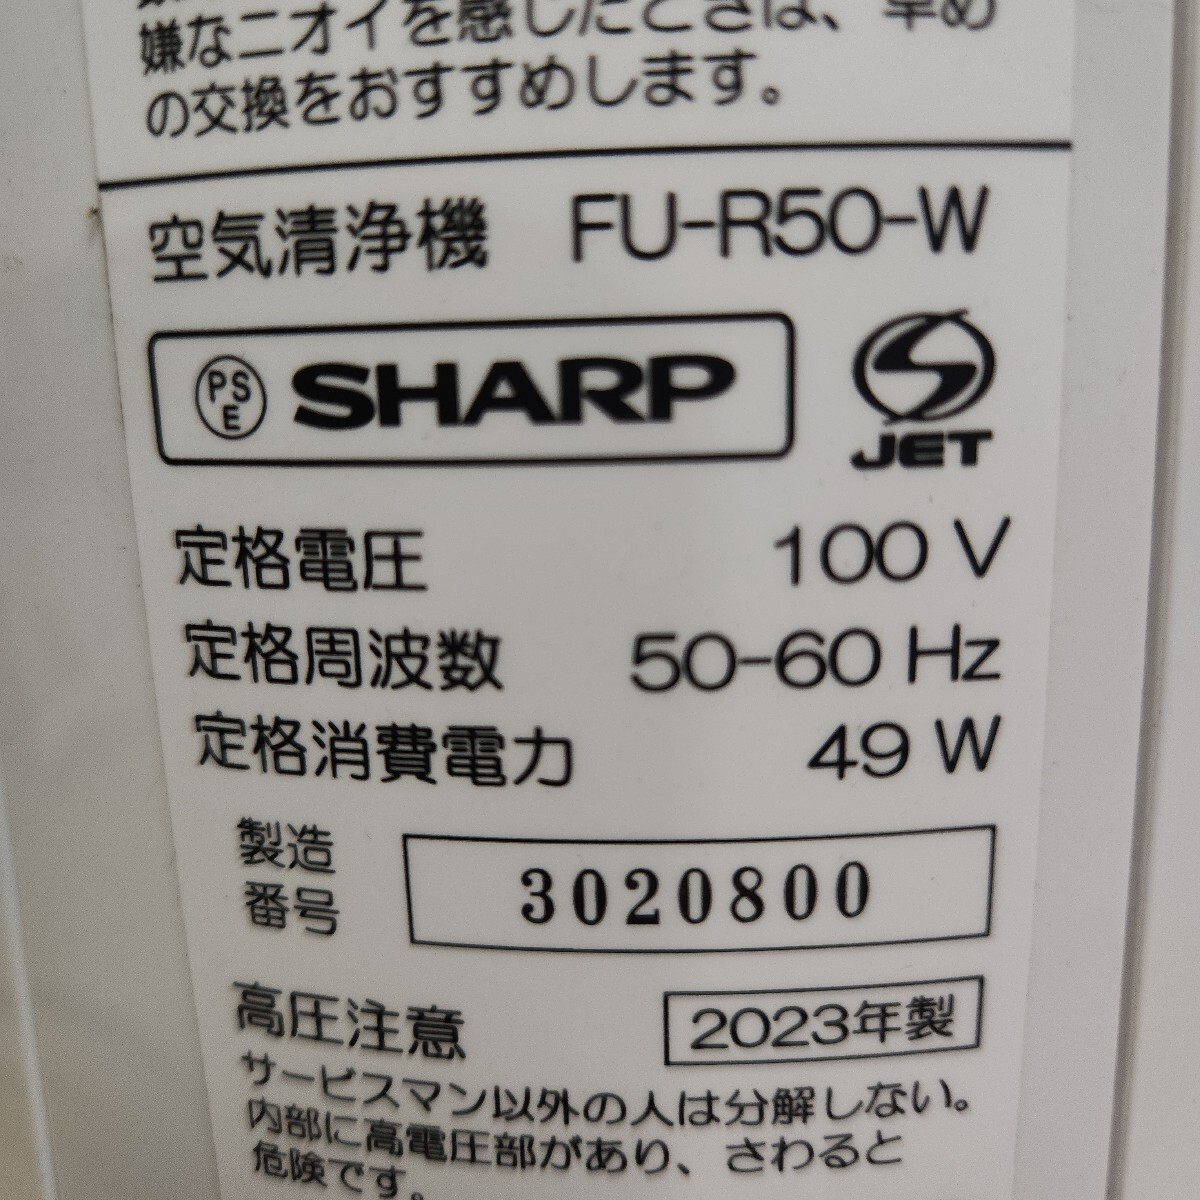 嫌なニオイを感じたときは、早め
の交換をおすすめします。
空気清浄機 FU-R50-W
PSE SHARP
JET
定格電圧 100 V
定格周波数 50-60 Hz
定格消費電力 49 W
製造番号 3020800
高圧注意 2023年製
サービスマン以外の人は分解しない。
内部に高電圧部があり、さわると
危険です。